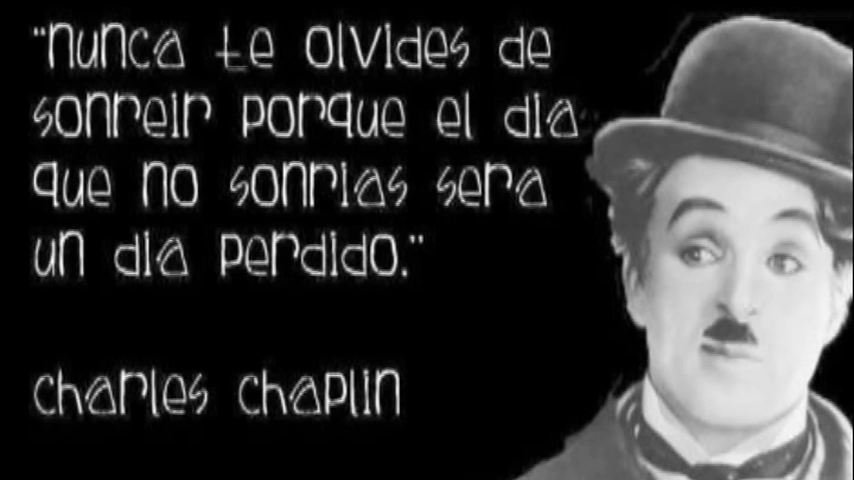 "nunca te olvides de
sonreir porque el dia
que no sonrias sera
un dia perdido."
charles chaplin